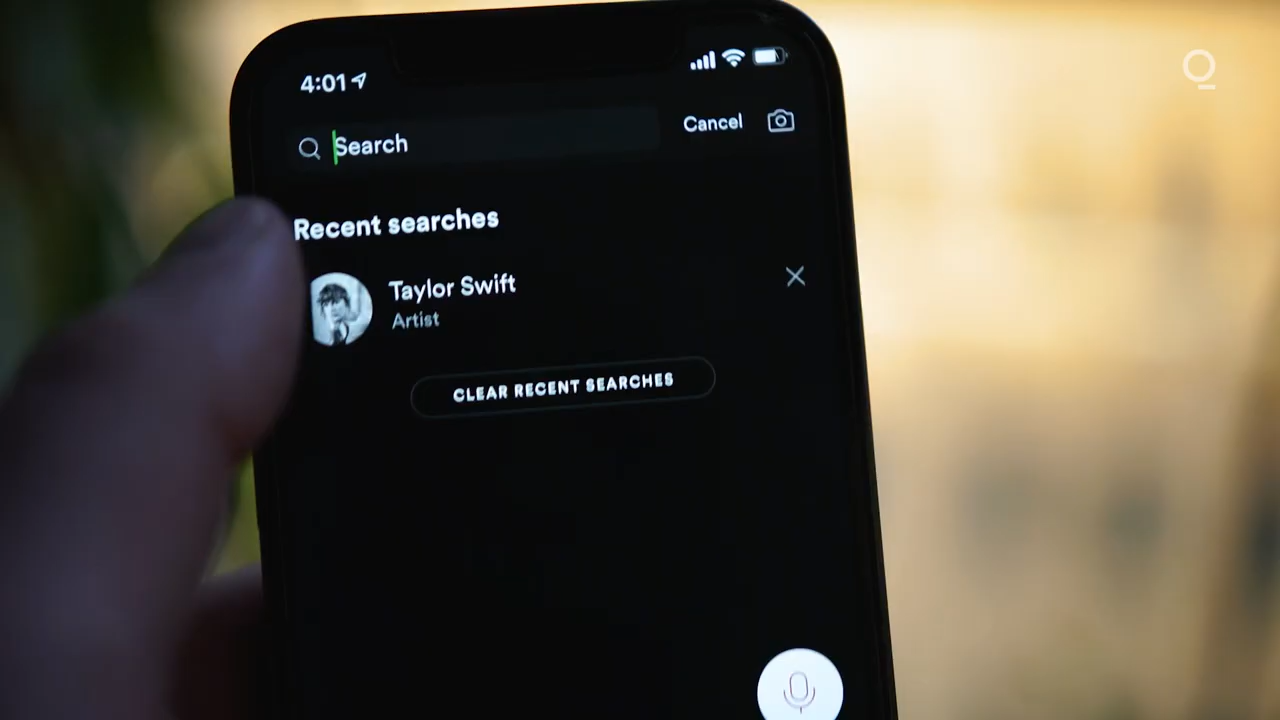 4:01
Search
Cancel
Recent searches
Taylor Swift
Artist
CLEAR RECENT SEARCHES